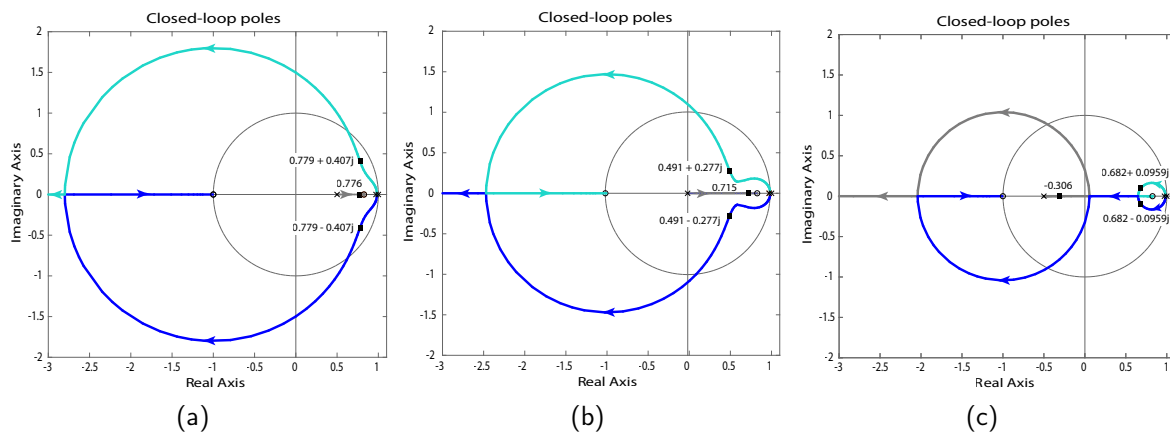 Closed-loop poles
2
1.5
1
0.5
0
-0.5
-1
-1.5
-2
Imaginary Axis
0.779 + 0.407j
0.776
0.779 - 0.407j
-3 -2.5 -2 -1.5 -1 -0.5 0 0.5 1
Real Axis
(a)
Closed-loop poles
2
1.5
1
0.5
0
-0.5
-1
-1.5
-2
Imaginary Axis
0.491 + 0.277j
0.715
0.491 - 0.277j
-3 -2.5 -2 -1.5 -1 -0.5 0 0.5 1
Real Axis
(b)
Closed-loop poles
2
1.5
1
0.5
0
-0.5
-1
-1.5
-2
Imaginary Axis
-0.306
0.682+ 0.0959j
0.682 - 0.0959j
-3 -2.5 -2 -1.5 -1 -0.5 0 0.5 1
Real Axis
(c)